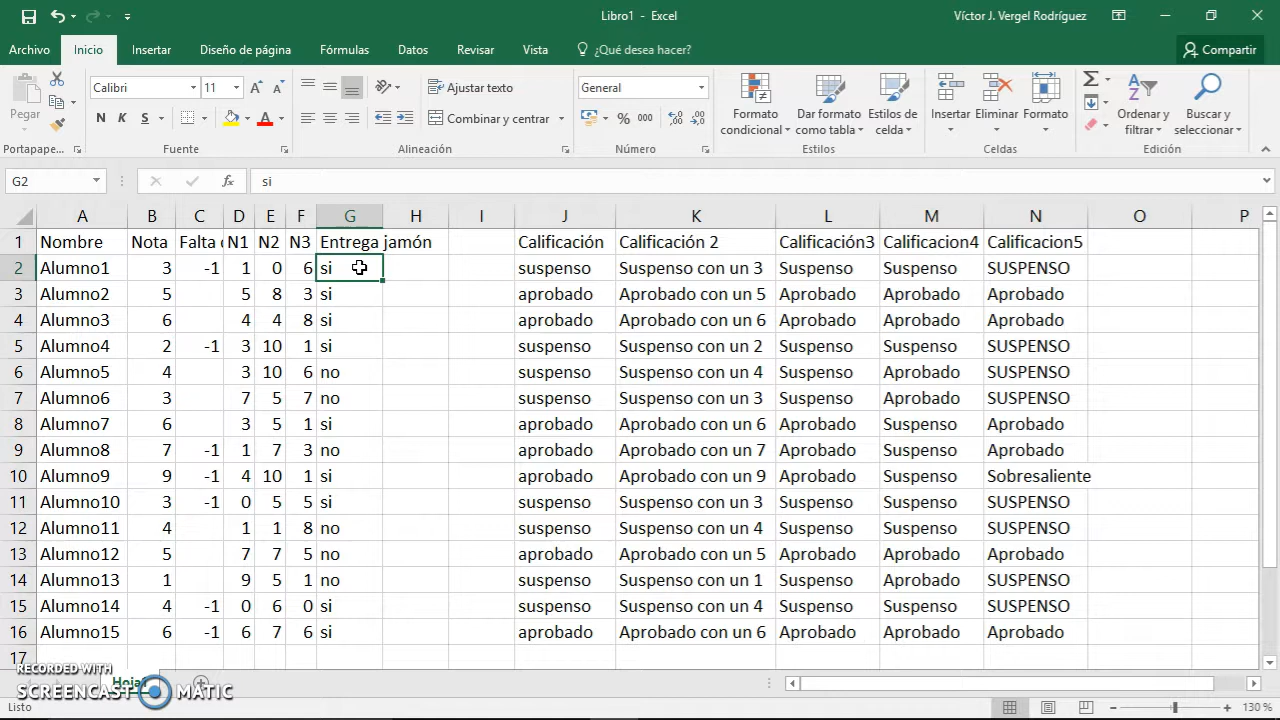 Libro1 - Excel
Víctor J. Vergel Rodríguez
Archivo Inicio Insertar Diseño de página Fórmulas Datos Revisar Vista ¿Qué desea hacer? Compartir
Pegar
Calibri 11
N K S
Ajustar texto
Combinar y centrar
General
% 000
Formato condicional
Dar formato como tabla
Estilos de celda
Insertar Eliminar Formato
Ordenar y filtrar
Buscar y seleccionar
Portapape... Fuente Alineación Número Estilos Celdas Edición
G2 fx si
A B C D E F G H I J K L M N O P
1 Nombre Nota Falta N1 N2 N3 Entrega jamón Calificación Calificación 2 Calificación3 Calificacion4 Calificacion5
2 Alumno1 3 -1 1 0 6 si suspenso Suspenso con un 3 Suspenso Suspenso SUSPENSO
3 Alumno2 5 5 8 3 si aprobado Aprobado con un 5 Aprobado Aprobado Aprobado
4 Alumno3 6 4 4 8 si aprobado Aprobado con un 6 Aprobado Aprobado Aprobado
5 Alumno4 2 -1 3 10 1 si suspenso Suspenso con un 2 Suspenso Suspenso SUSPENSO
6 Alumno5 4 3 10 6 no suspenso Suspenso con un 4 Suspenso Aprobado SUSPENSO
7 Alumno6 3 7 5 7 no suspenso Suspenso con un 3 Suspenso Aprobado SUSPENSO
8 Alumno7 6 3 5 1 si aprobado Aprobado con un 6 Aprobado Suspenso Aprobado
9 Alumno8 7 -1 1 7 3 no aprobado Aprobado con un 7 Aprobado Suspenso Aprobado
10 Alumno9 9 -1 4 10 1 si aprobado Aprobado con un 9 Aprobado Suspenso Sobresaliente
11 Alumno10 3 -1 0 5 5 si suspenso Suspenso con un 3 Suspenso Suspenso SUSPENSO
12 Alumno11 4 1 1 8 no suspenso Suspenso con un 4 Suspenso Suspenso SUSPENSO
13 Alumno12 5 7 7 5 no aprobado Aprobado con un 5 Aprobado Aprobado Aprobado
14 Alumno13 1 9 5 1 no suspenso Suspenso con un 1 Suspenso Aprobado SUSPENSO
15 Alumno14 4 -1 0 6 0 si suspenso Suspenso con un 4 Suspenso Suspenso SUSPENSO
16 Alumno15 6 -1 6 7 6 si aprobado Aprobado con un 6 Aprobado Aprobado Aprobado
17
RECORDED WITH
SCREENCAST MATIC
Listo 130 %